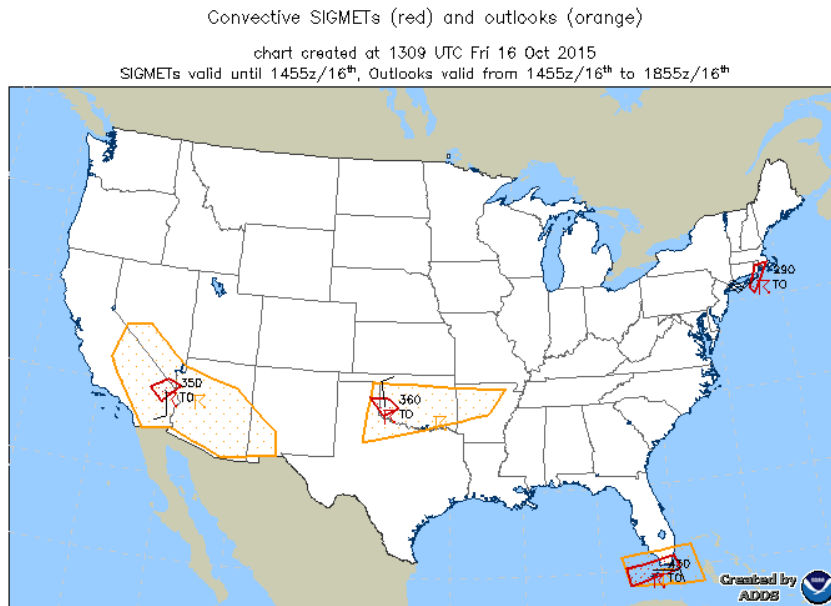 Convective SIGMETs (red) and outlooks (orange)
chart created at 1309 UTC Fri 16 Oct 2015
SIGMETs valid until 1455z/16th, Outlooks valid from 1455z/16th to 1855z/16th
290
TO
350
TO
360
TO
TO
Created by
ADDS
NOAA